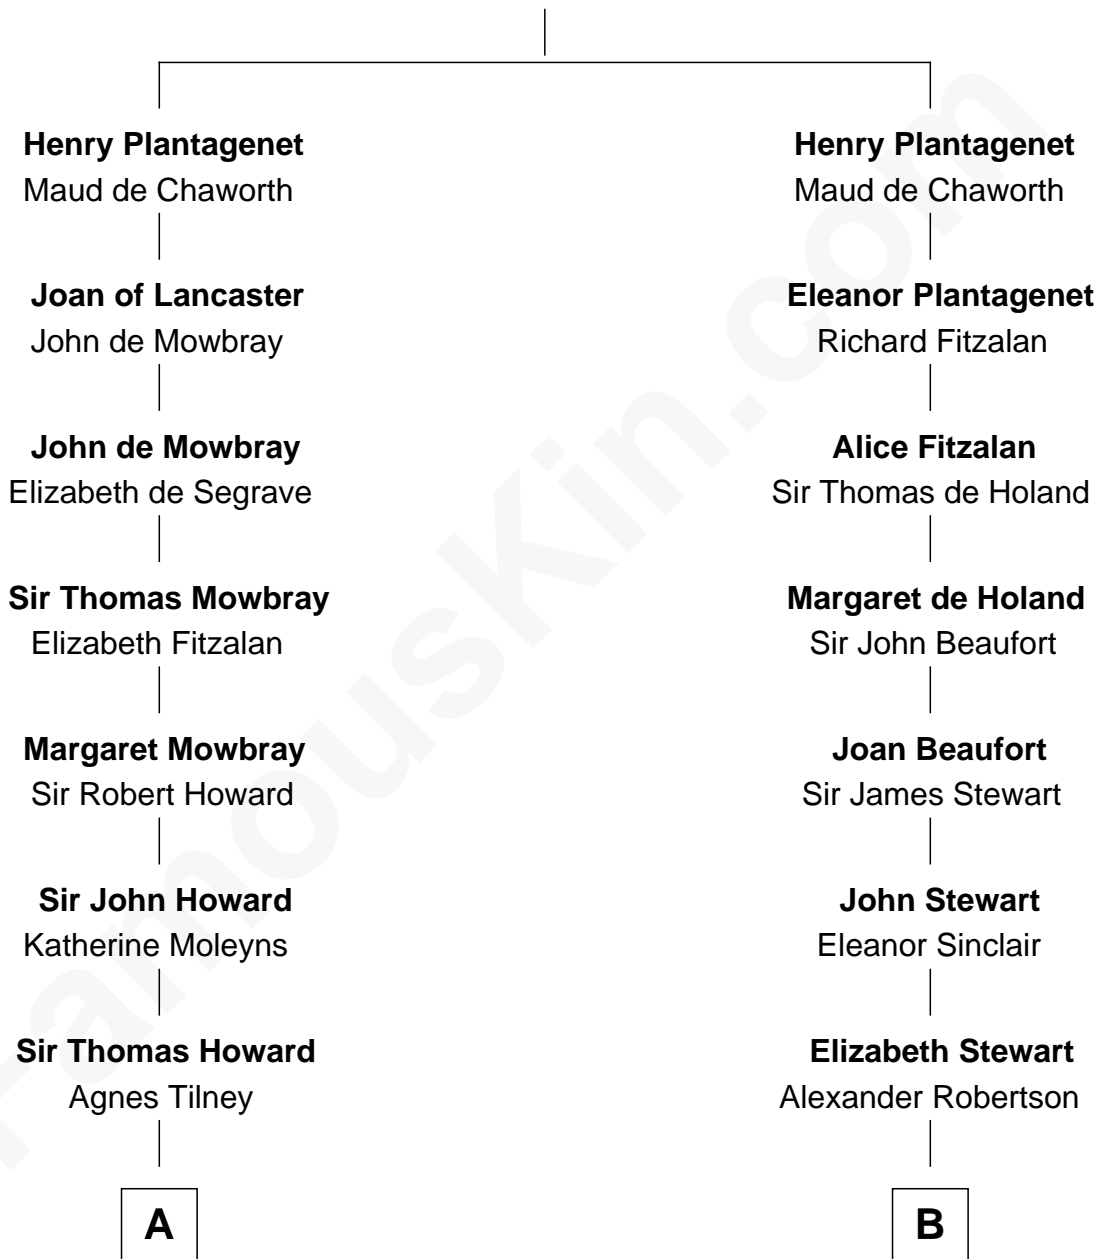 Henry Plantagenet
Maud de Chaworth
Joan of Lancaster
John de Mowbray
John de Mowbray
Elizabeth de Segrave
Sir Thomas Mowbray
Elizabeth Fitzalan
Margaret Mowbray
Sir Robert Howard
Sir John Howard
Katherine Moleyns
Sir Thomas Howard
Agnes Tilney
A
Henry Plantagenet
Maud de Chaworth
Eleanor Plantagenet
Richard Fitzalan
Alice Fitzalan
Sir Thomas de Holand
Margaret de Holand
Sir John Beaufort
Joan Beaufort
Sir James Stewart
John Stewart
Eleanor Sinclair
Elizabeth Stewart
Alexander Robertson
B
FamousKin.com